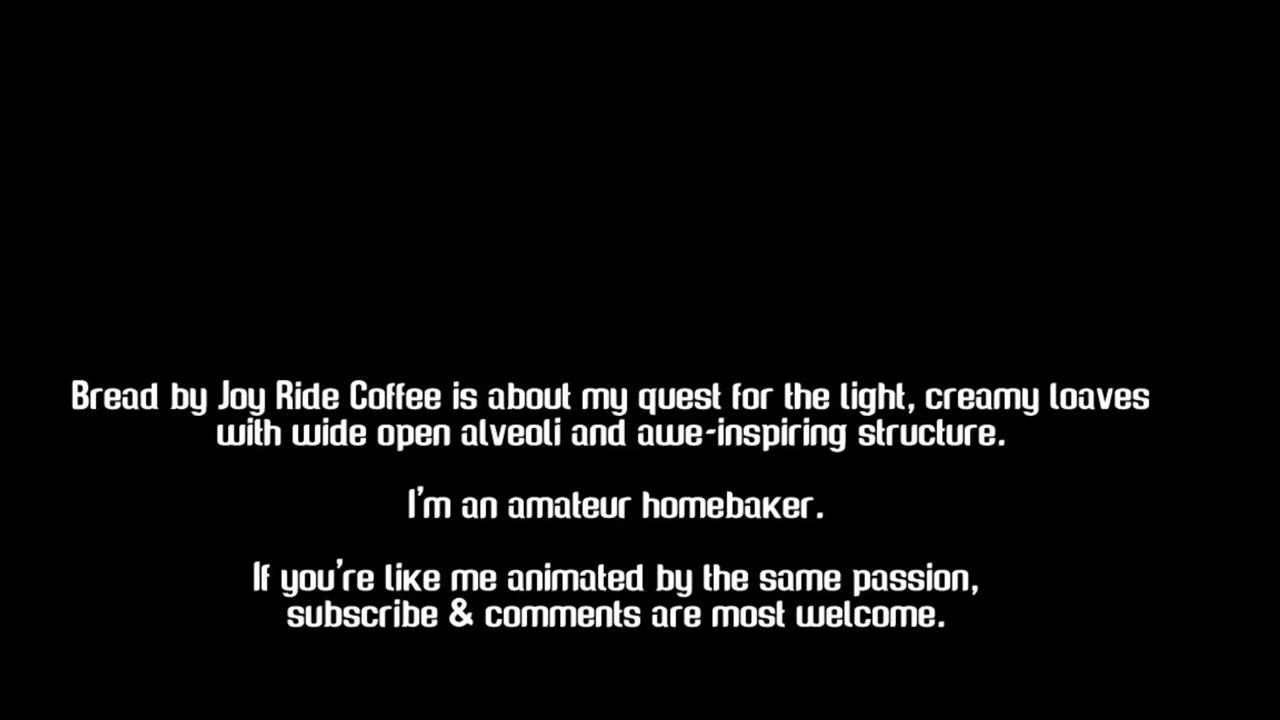 Bread by Joy Ride Coffee is about my quest for the light, creamy loaves
with wide open alveoli and awe-inspiring structure.
I'm an amateur homebaker.
If you're like me animated by the same passion,
subscribe & comments are most welcome.